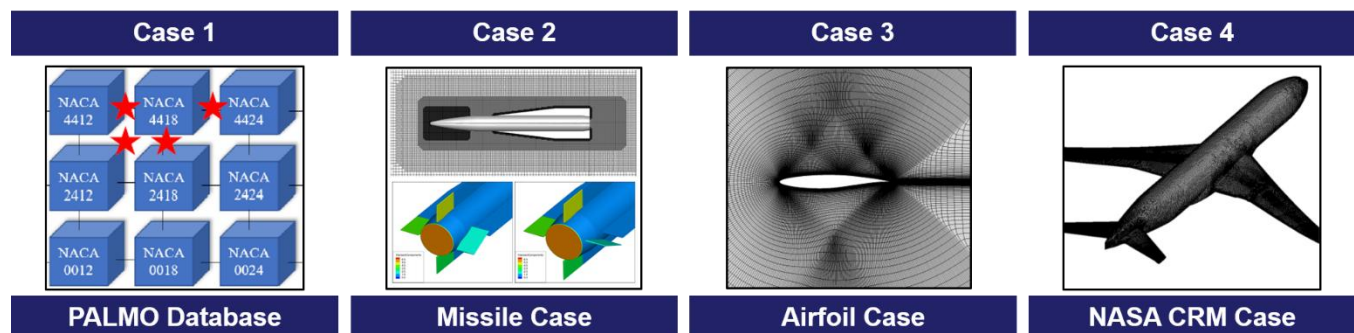 Case 1
Case 2
Case 3
Case 4
NACA
4412
NACA
4418
NACA
4424
NACA
2412
NACA
2418
NACA
2424
NACA
0012
NACA
0018
NACA
0024
PALMO Database
Missile Case
Airfoil Case
NASA CRM Case